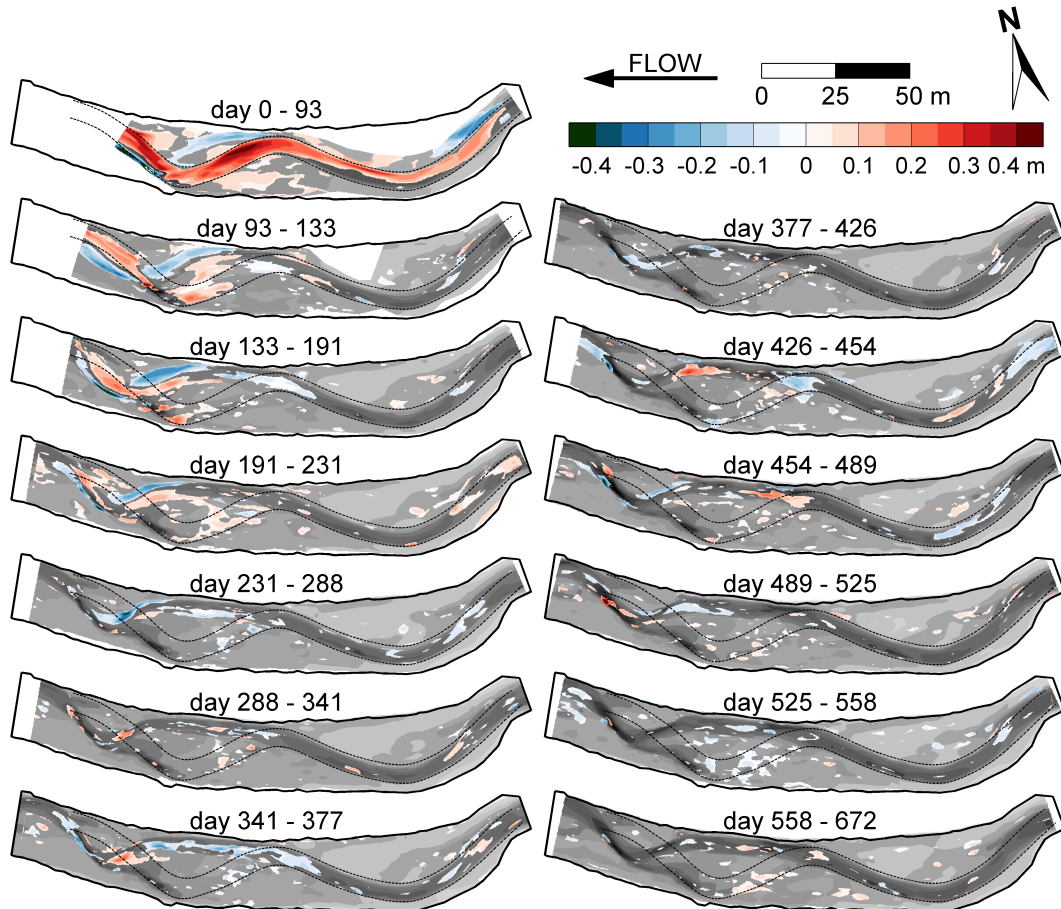 N
FLOW
0 25 50 m
-0.4 -0.3 -0.2 -0.1 0 0.1 0.2 0.3 0.4 m
day 0 - 93
day 93 - 133
day 133 - 191
day 191 - 231
day 231 - 288
day 288 - 341
day 341 - 377
day 377 - 426
day 426 - 454
day 454 - 489
day 489 - 525
day 525 - 558
day 558 - 672